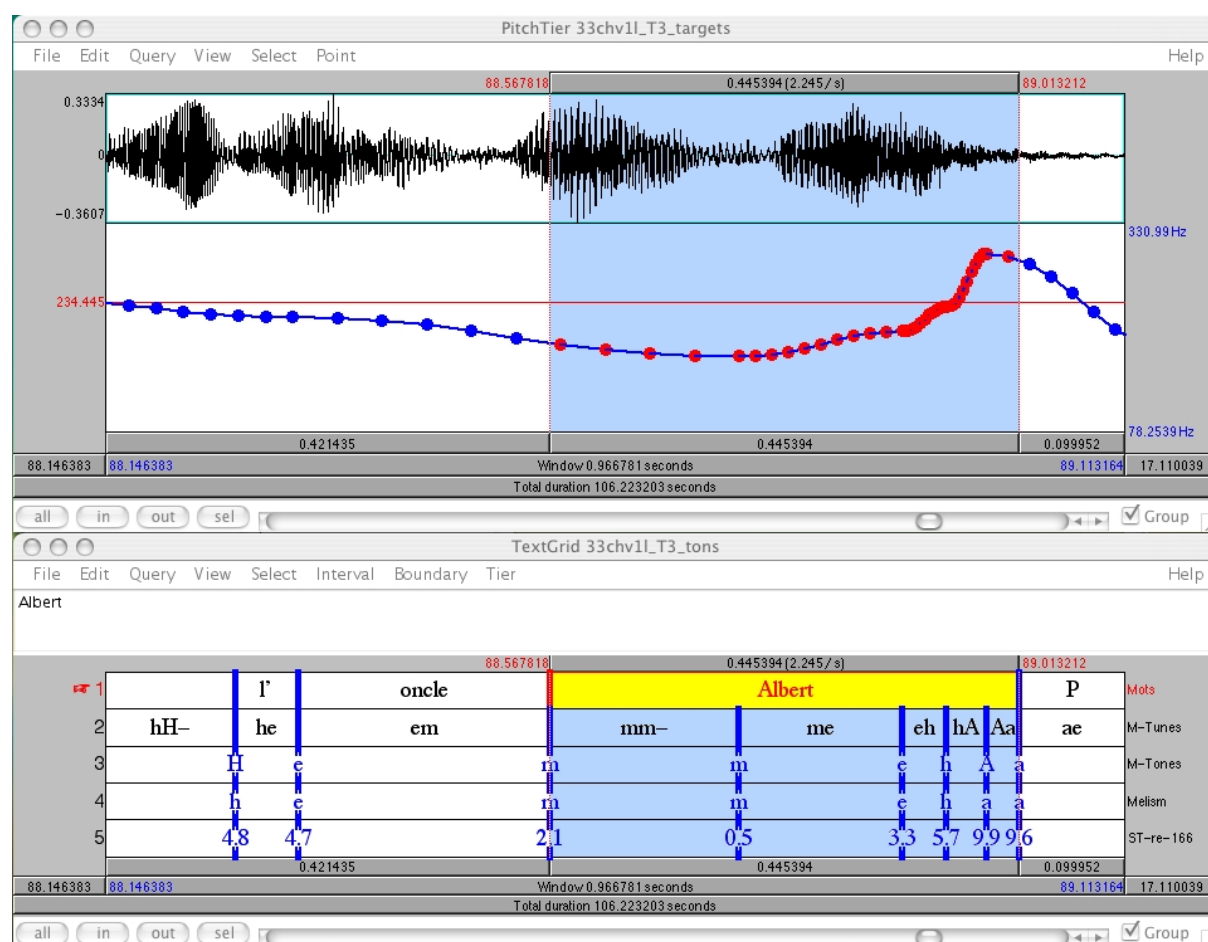 PitchTier 33chv1l_T3_targets
File Edit Query View Select Point Help
88.567818 0.445394 (2.245 / s) 89.013212
0.3334
0
-0.3607
330.99 Hz
234.445
78.2539 Hz
0.421435 0.445394 0.099952
88.146383 88.146383 Window 0.966781 seconds 89.113164 17.110039
Total duration 106.223203 seconds
all in out sel Group
TextGrid 33chv1l_T3_tons
File Edit Query View Select Interval Boundary Tier Help
Albert
88.567818 0.445394 (2.245 / s) 89.013212
1 l' oncle Albert P Mots
2 hH– he em mm– me eh hA Aa ae M-Tunes
3 H e m m e h A a M-Tones
4 h e m m e h a a Melism
5 4.8 4.7 2.1 0.5 3.3 5.7 9.9 9.6 ST-re-166
0.421435 0.445394 0.099952
88.146383 88.146383 Window 0.966781 seconds 89.113164 17.110039
Total duration 106.223203 seconds
all in out sel Group